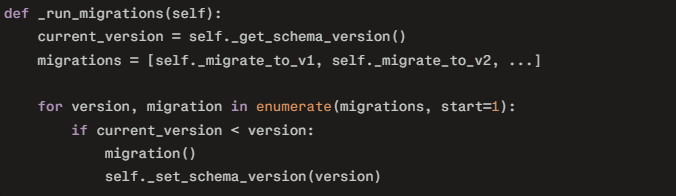 def _run_migrations(self):
    current_version = self._get_schema_version()
    migrations = [self._migrate_to_v1, self._migrate_to_v2, ...]

    for version, migration in enumerate(migrations, start=1):
        if current_version < version:
            migration()
            self._set_schema_version(version)